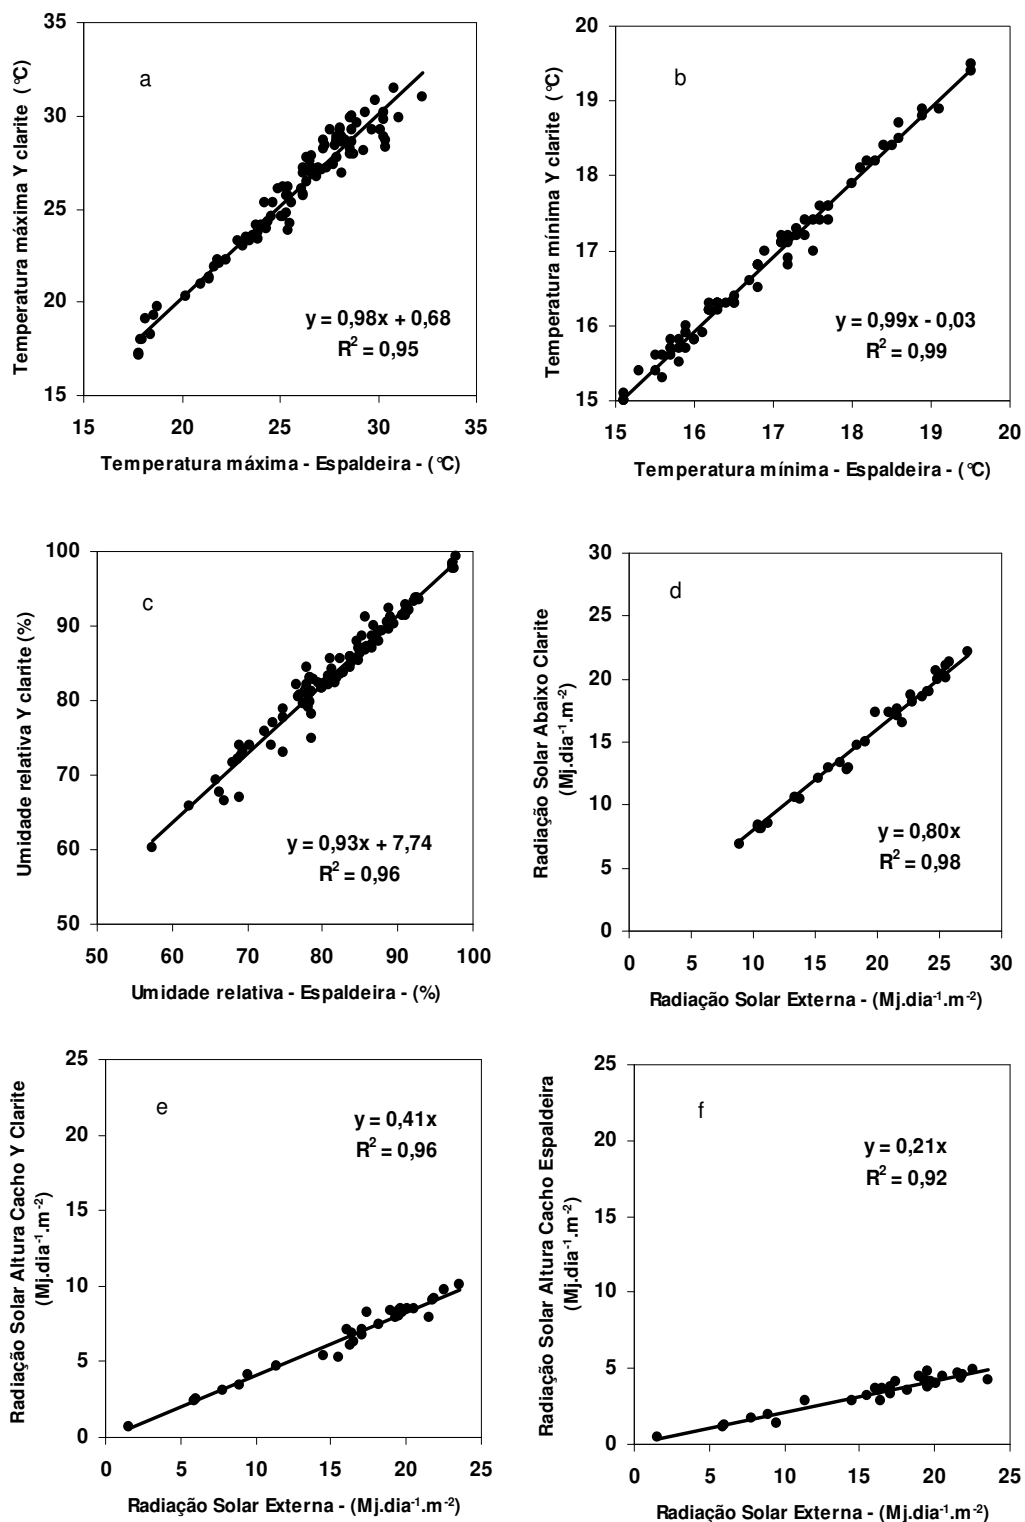 35
30
25
20
15
Temperatura máxima Y clarite (°C)
a
y = 0,98x + 0,68
R² = 0,95
15 20 25 30 35
Temperatura máxima - Espaldeira - (°C)
20
19
18
17
16
15
Temperatura mínima Y clarite (°C)
b
y = 0,99x - 0,03
R² = 0,99
15 16 17 18 19 20
Temperatura mínima - Espaldeira - (°C)
100
90
80
70
60
50
Umidade relativa Y clarite (%)
c
y = 0,93x + 7,74
R² = 0,96
50 60 70 80 90 100
Umidade relativa - Espaldeira - (%)
30
25
20
15
10
5
0
Radiação Solar Abaixo Clarite
(Mj.dia⁻¹.m⁻²)
d
y = 0,80x
R² = 0,98
0 5 10 15 20 25 30
Radiação Solar Externa - (Mj.dia⁻¹.m⁻²)
25
20
15
10
5
0
Radiação Solar Altura Cacho Y Clarite
(Mj.dia⁻¹.m⁻²)
e
y = 0,41x
R² = 0,96
0 5 10 15 20 25
Radiação Solar Externa - (Mj.dia⁻¹.m⁻²)
25
20
15
10
5
0
Radiação Solar Altura Cacho Espaldeira
(Mj.dia⁻¹.m⁻²)
f
y = 0,21x
R² = 0,92
0 5 10 15 20 25
Radiação Solar Externa - (Mj.dia⁻¹.m⁻²)